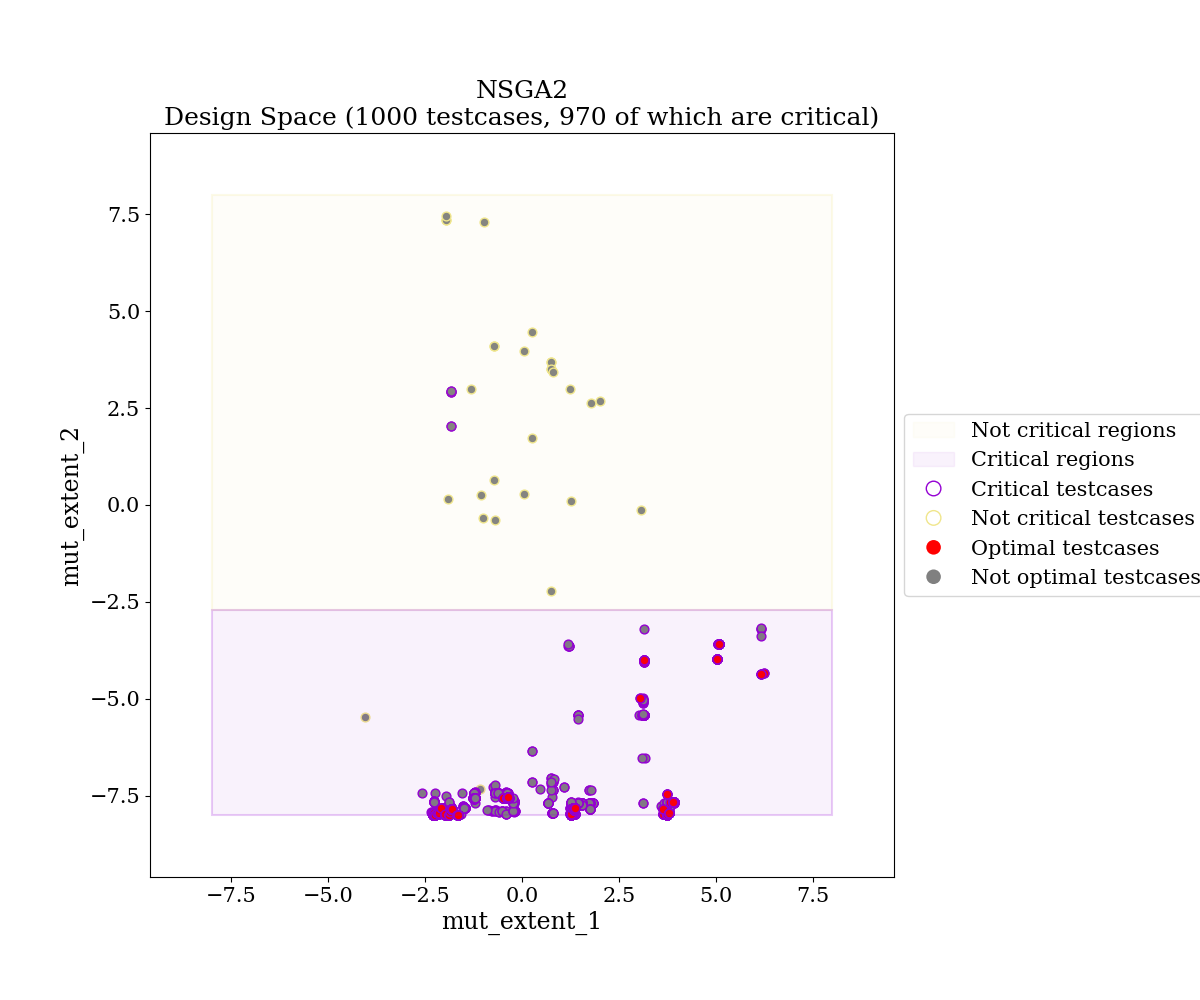 NSGA2
Design Space (1000 testcases, 970 of which are critical)
7.5
5.0
2.5
0.0
−2.5
−5.0
−7.5
mut_extent_2
−7.5
−5.0
−2.5
0.0
2.5
5.0
7.5
mut_extent_1
Not critical regions
Critical regions
Critical testcases
Not critical testcases
Optimal testcases
Not optimal testcases